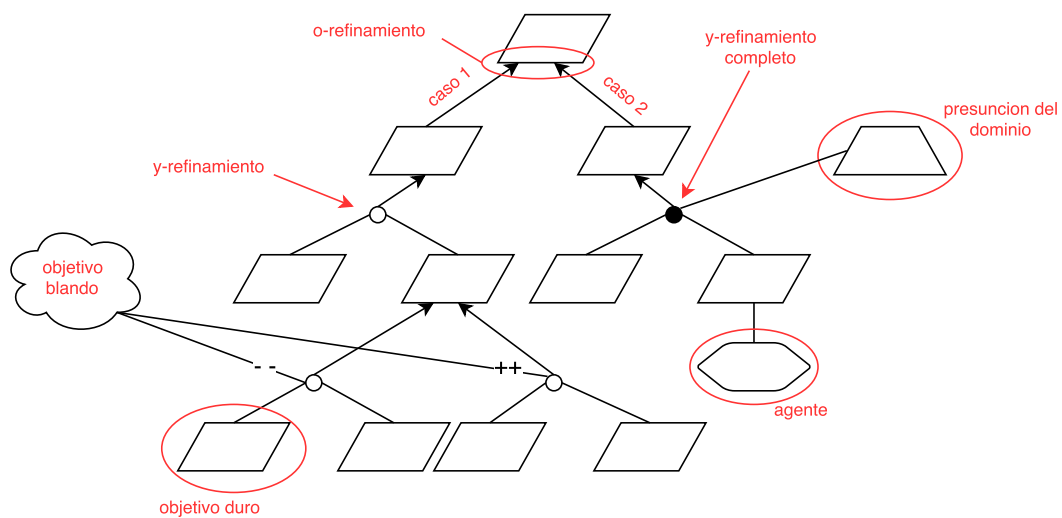 o-refinamiento
y-refinamiento
completo
caso 1
caso 2
presuncion del
dominio
y-refinamiento
objetivo
blando
- -
++
agente
objetivo duro